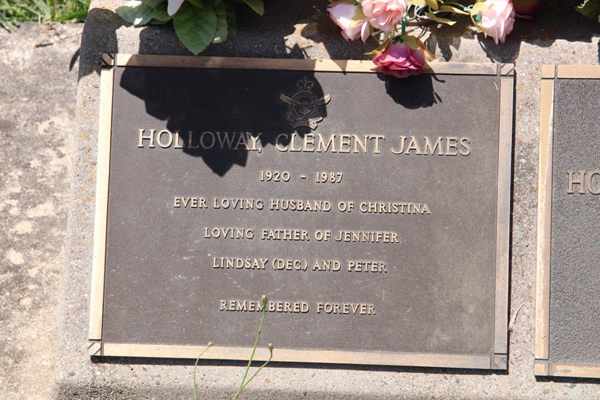 HOLLOWAY, CLEMENT JAMES
1920 - 1987
EVER LOVING HUSBAND OF CHRISTINA
LOVING FATHER OF JENNIFER
LINDSAY (DEC.) AND PETER
REMEMBERED FOREVER
HO